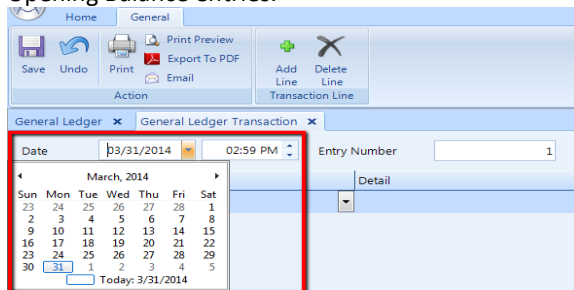 Opening Balance entries.
Home General
Print Preview
Export To PDF
Email
Save Undo Print
Add Line
Delete Line
Action
Transaction Line
General Ledger × General Ledger Transaction ×
Date 03/31/2014 02:59 PM Entry Number 1
Detail
March, 2014
Sun Mon Tue Wed Thu Fri Sat
23 24 25 26 27 28 1
2 3 4 5 6 7 8
9 10 11 12 13 14 15
16 17 18 19 20 21 22
23 24 25 26 27 28 29
30 31 1 2 3 4 5
Today: 3/31/2014